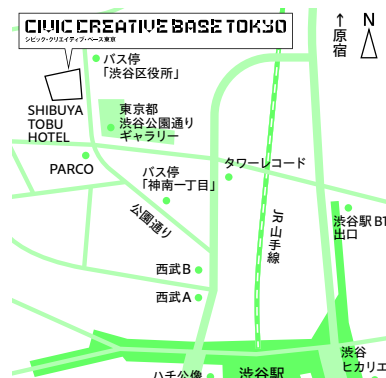 CIVIC CREATIVE BASE TOKYO
シビック・クリエイティブ・ベース東京
↑
原宿
N
バス停
「渋谷区役所」
SHIBUYA
TOBU
HOTEL
東京都
渋谷公園通り
ギャラリー
PARCO
バス停
「神南一丁目」
タワーレコード
公園通り
JR山手線
渋谷駅 B1
出口
西武 B
西武 A
渋谷
ヒカリエ
ハチ公像
渋谷駅